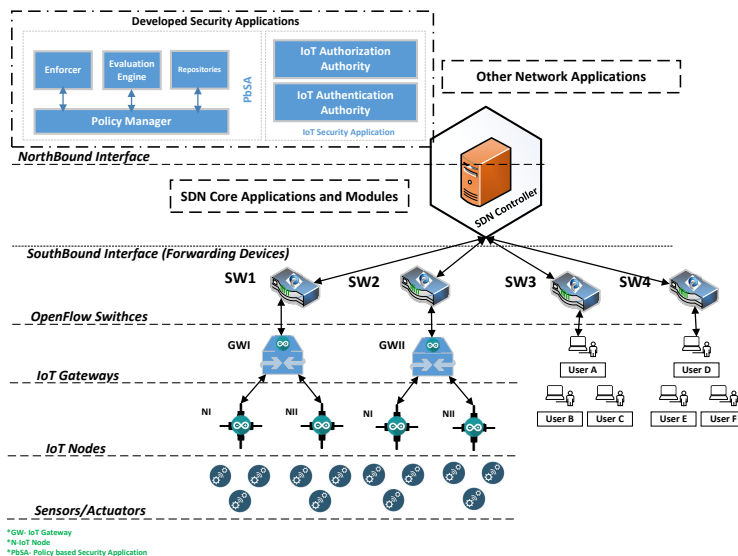 Developed Security Applications
Enforcer
Evaluation
Engine
Repositories
Policy Manager
PbSA
IoT Authorization
Authority
IoT Authentication
Authority
IoT Security Application
Other Network Applications
NorthBound Interface
SDN Core Applications and Modules
SDN Controller
SouthBound Interface (Forwarding Devices)
SW1
SW2
SW3
SW4
OpenFlow Swithces
GWI
GWII
User A
User D
IoT Gateways
User B
User C
User E
User F
NI
NII
NI
NII
IoT Nodes
Sensors/Actuators
*GW- IoT Gateway
*N-IoT Node
*PbSA- Policy based Security Application